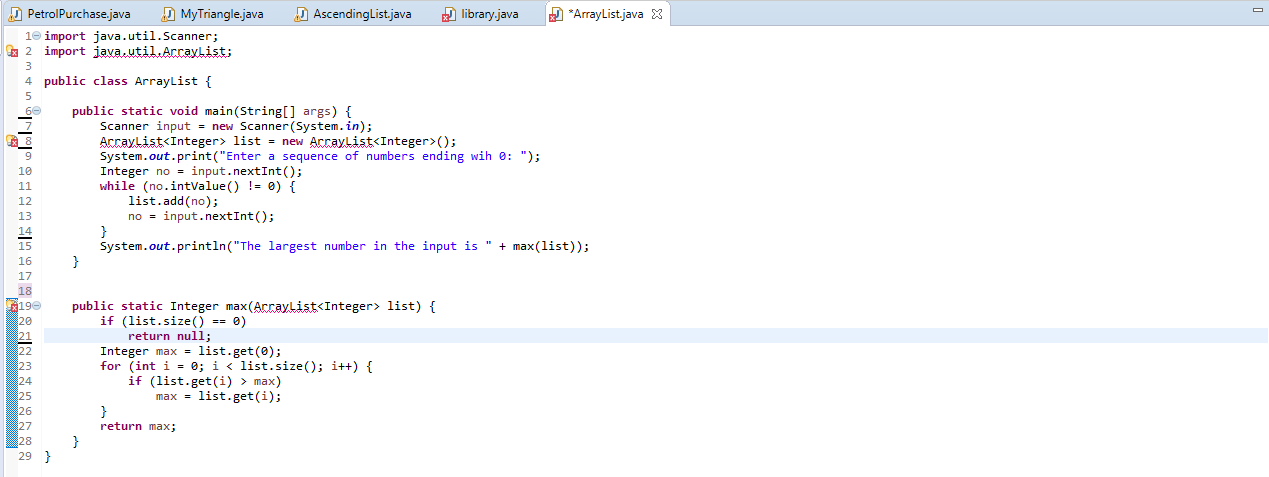 PetrolPurchase.java MyTriangle.java AscendingList.java library.java *ArrayList.java
1 import java.util.Scanner;
2 import java.util.ArrayList;
3
4 public class ArrayList {
5
6     public static void main(String[] args) {
7         Scanner input = new Scanner(System.in);
8         ArrayList<Integer> list = new ArrayList<Integer>();
9         System.out.print("Enter a sequence of numbers ending wih 0: ");
10         Integer no = input.nextInt();
11         while (no.intValue() != 0) {
12             list.add(no);
13             no = input.nextInt();
14         }
15         System.out.println("The largest number in the input is " + max(list));
16     }
17
18
19     public static Integer max(ArrayList<Integer> list) {
20         if (list.size() == 0)
21             return null;
22         Integer max = list.get(0);
23         for (int i = 0; i < list.size(); i++) {
24             if (list.get(i) > max)
25                 max = list.get(i);
26         }
27         return max;
28     }
29 }